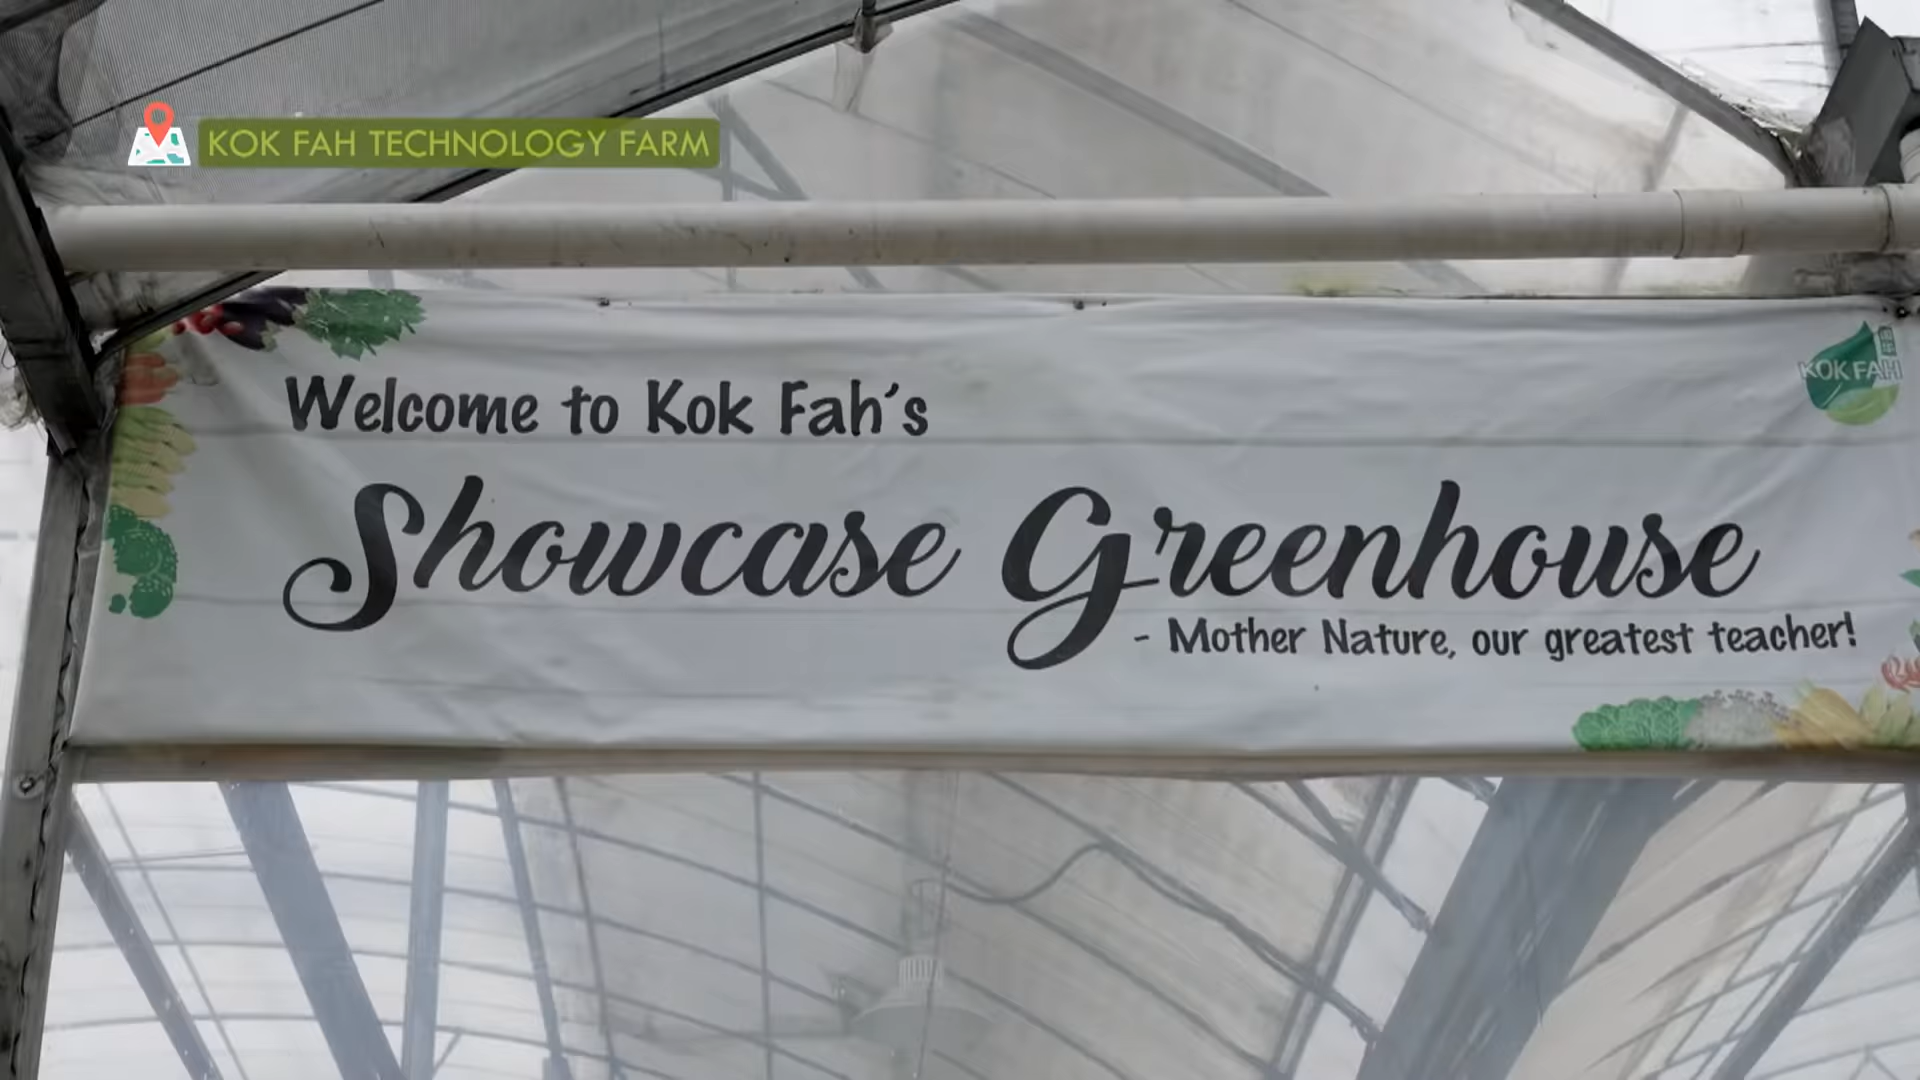 KOK FAH TECHNOLOGY FARM
Welcome to Kok Fah's
KOK FAH
Showcase Greenhouse
- Mother Nature, our greatest teacher!